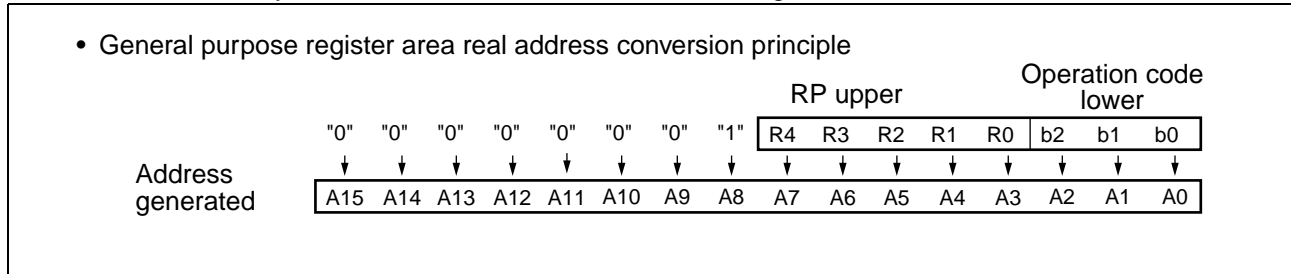 • General purpose register area real address conversion principle
Operation code
lower
RP upper
"0" "0" "0" "0" "0" "0" "0" "1" R4 R3 R2 R1 R0 b2 b1 b0
Address
generated
A15 A14 A13 A12 A11 A10 A9 A8 A7 A6 A5 A4 A3 A2 A1 A0